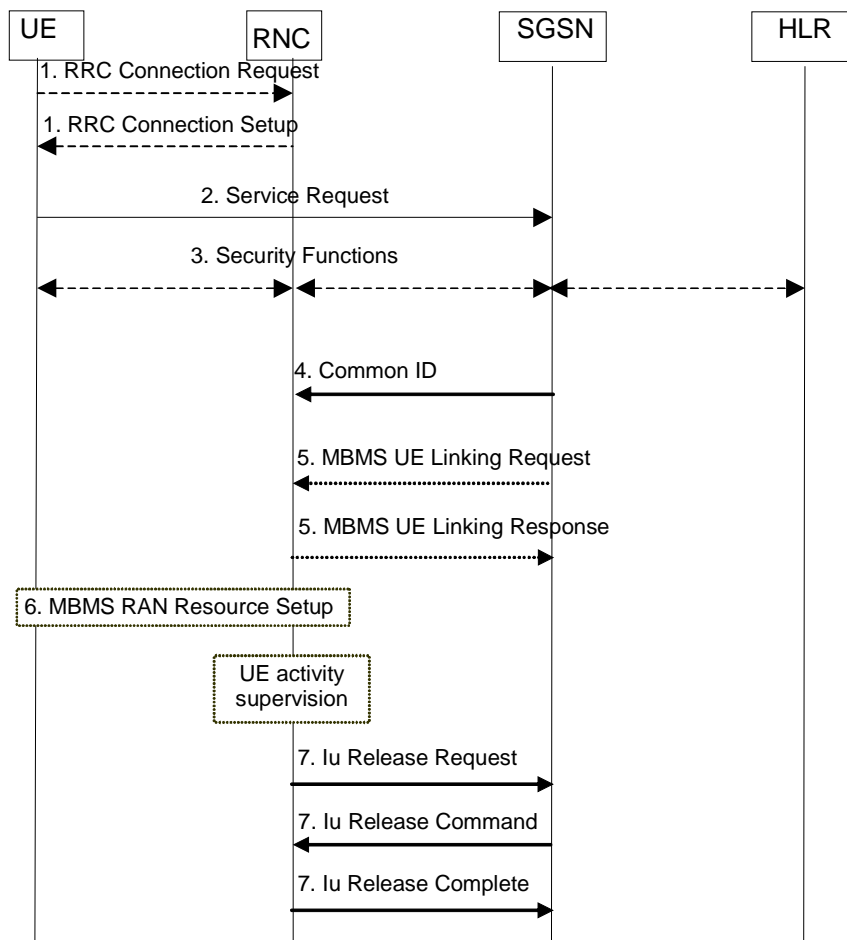 UE
RNC
SGSN
HLR
1. RRC Connection Request
1. RRC Connection Setup
2. Service Request
3. Security Functions
4. Common ID
5. MBMS UE Linking Request
5. MBMS UE Linking Response
6. MBMS RAN Resource Setup
UE activity
supervision
7. Iu Release Request
7. Iu Release Command
7. Iu Release Complete